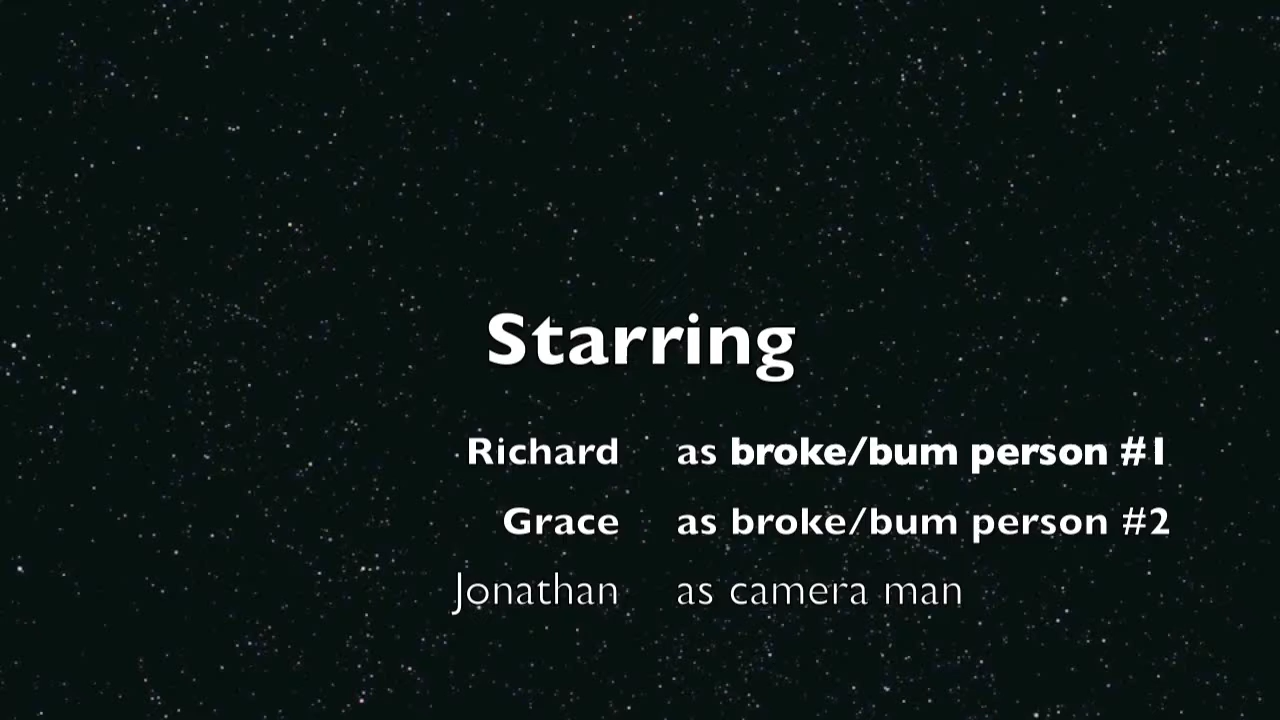 Starring
Richard as broke/bum person #1
Grace as broke/bum person #2
Jonathan as camera man